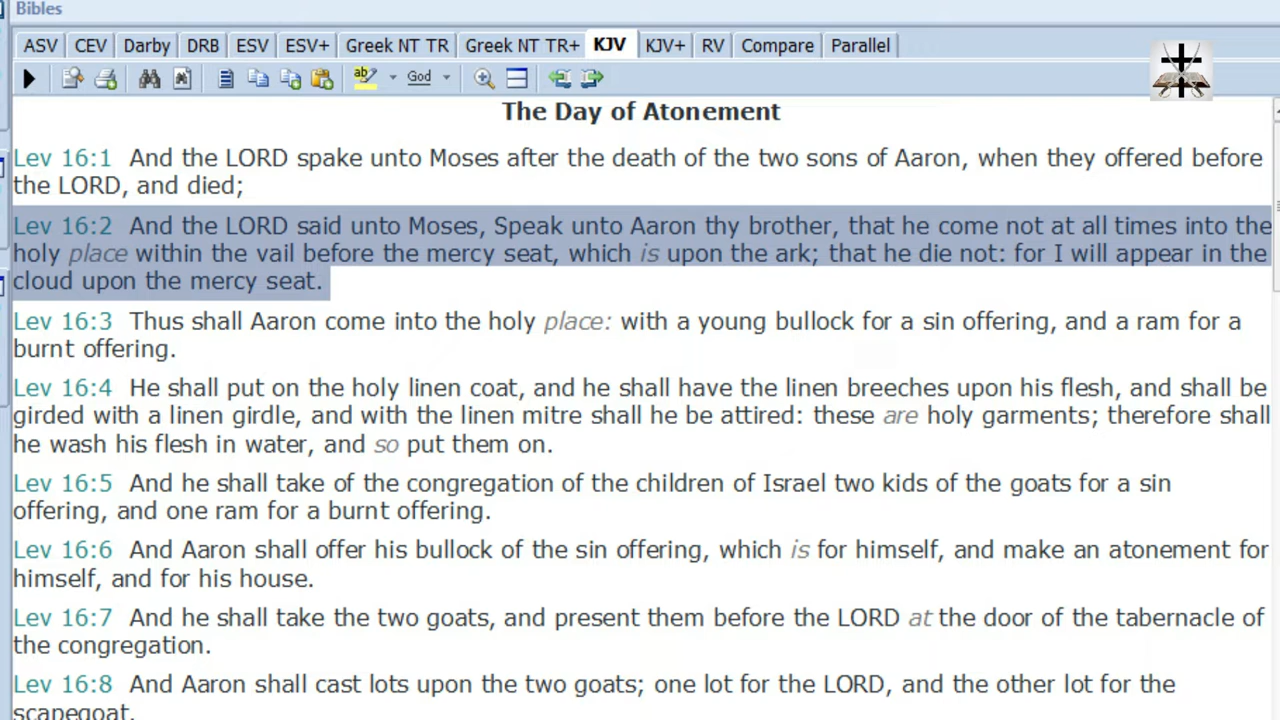 Bibles
ASV CEV Darby DRB ESV ESV+ Greek NT TR Greek NT TR+ KJV KJV+ RV Compare Parallel
ab God
The Day of Atonement
Lev 16:1 And the LORD spake unto Moses after the death of the two sons of Aaron, when they offered before
the LORD, and died;
Lev 16:2 And the LORD said unto Moses, Speak unto Aaron thy brother, that he come not at all times into the
holy place within the vail before the mercy seat, which is upon the ark; that he die not: for I will appear in the
cloud upon the mercy seat.
Lev 16:3 Thus shall Aaron come into the holy place: with a young bullock for a sin offering, and a ram for a
burnt offering.
Lev 16:4 He shall put on the holy linen coat, and he shall have the linen breeches upon his flesh, and shall be
girded with a linen girdle, and with the linen mitre shall he be attired: these are holy garments; therefore shall
he wash his flesh in water, and so put them on.
Lev 16:5 And he shall take of the congregation of the children of Israel two kids of the goats for a sin
offering, and one ram for a burnt offering.
Lev 16:6 And Aaron shall offer his bullock of the sin offering, which is for himself, and make an atonement for
himself, and for his house.
Lev 16:7 And he shall take the two goats, and present them before the LORD at the door of the tabernacle of
the congregation.
Lev 16:8 And Aaron shall cast lots upon the two goats; one lot for the LORD, and the other lot for the
scapegoat.